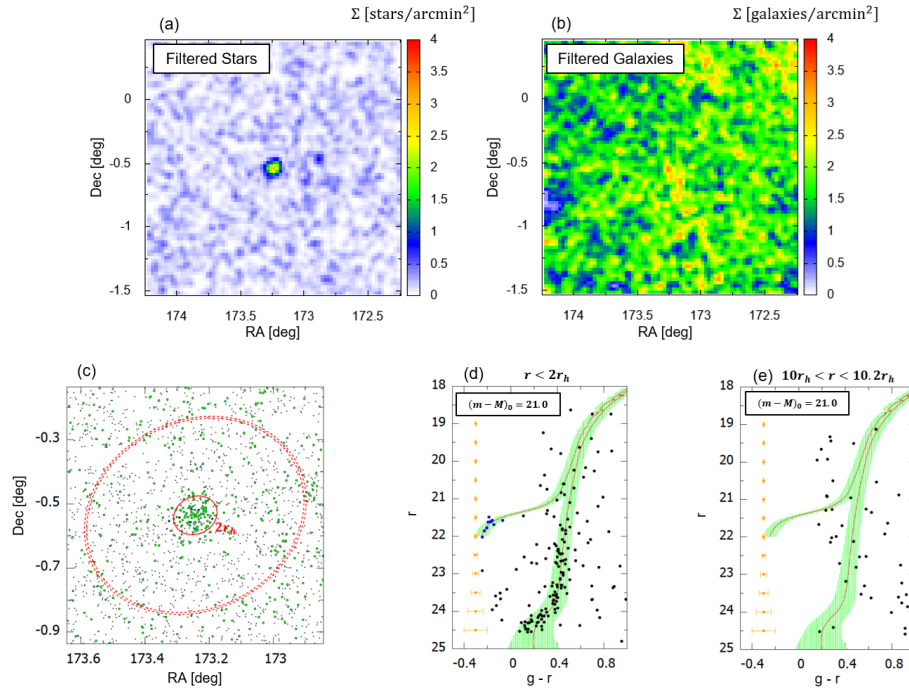 (a)
Σ [stars/arcmin²]
Filtered Stars
0
-0.5
-1
-1.5
Dec [deg]
174
173.5
173
172.5
RA [deg]
4
3.5
3
2.5
2
1.5
1
0.5
0
(b)
Σ [galaxies/arcmin²]
Filtered Galaxies
0
-0.5
-1
-1.5
Dec [deg]
174
173.5
173
172.5
RA [deg]
4
3.5
3
2.5
2
1.5
1
0.5
0
(c)
-0.3
-0.5
-0.7
-0.9
Dec [deg]
2rₕ
173.6
173.4
173.2
173
RA [deg]
(d)
r < 2rₕ
(m − M)₀ = 21.0
18
19
20
21
22
23
24
25
r
-0.4
0
0.4
0.8
g - r
(e)
10rₕ < r < 10.2rₕ
(m − M)₀ = 21.0
18
19
20
21
22
23
24
25
r
-0.4
0
0.4
0.8
g - r